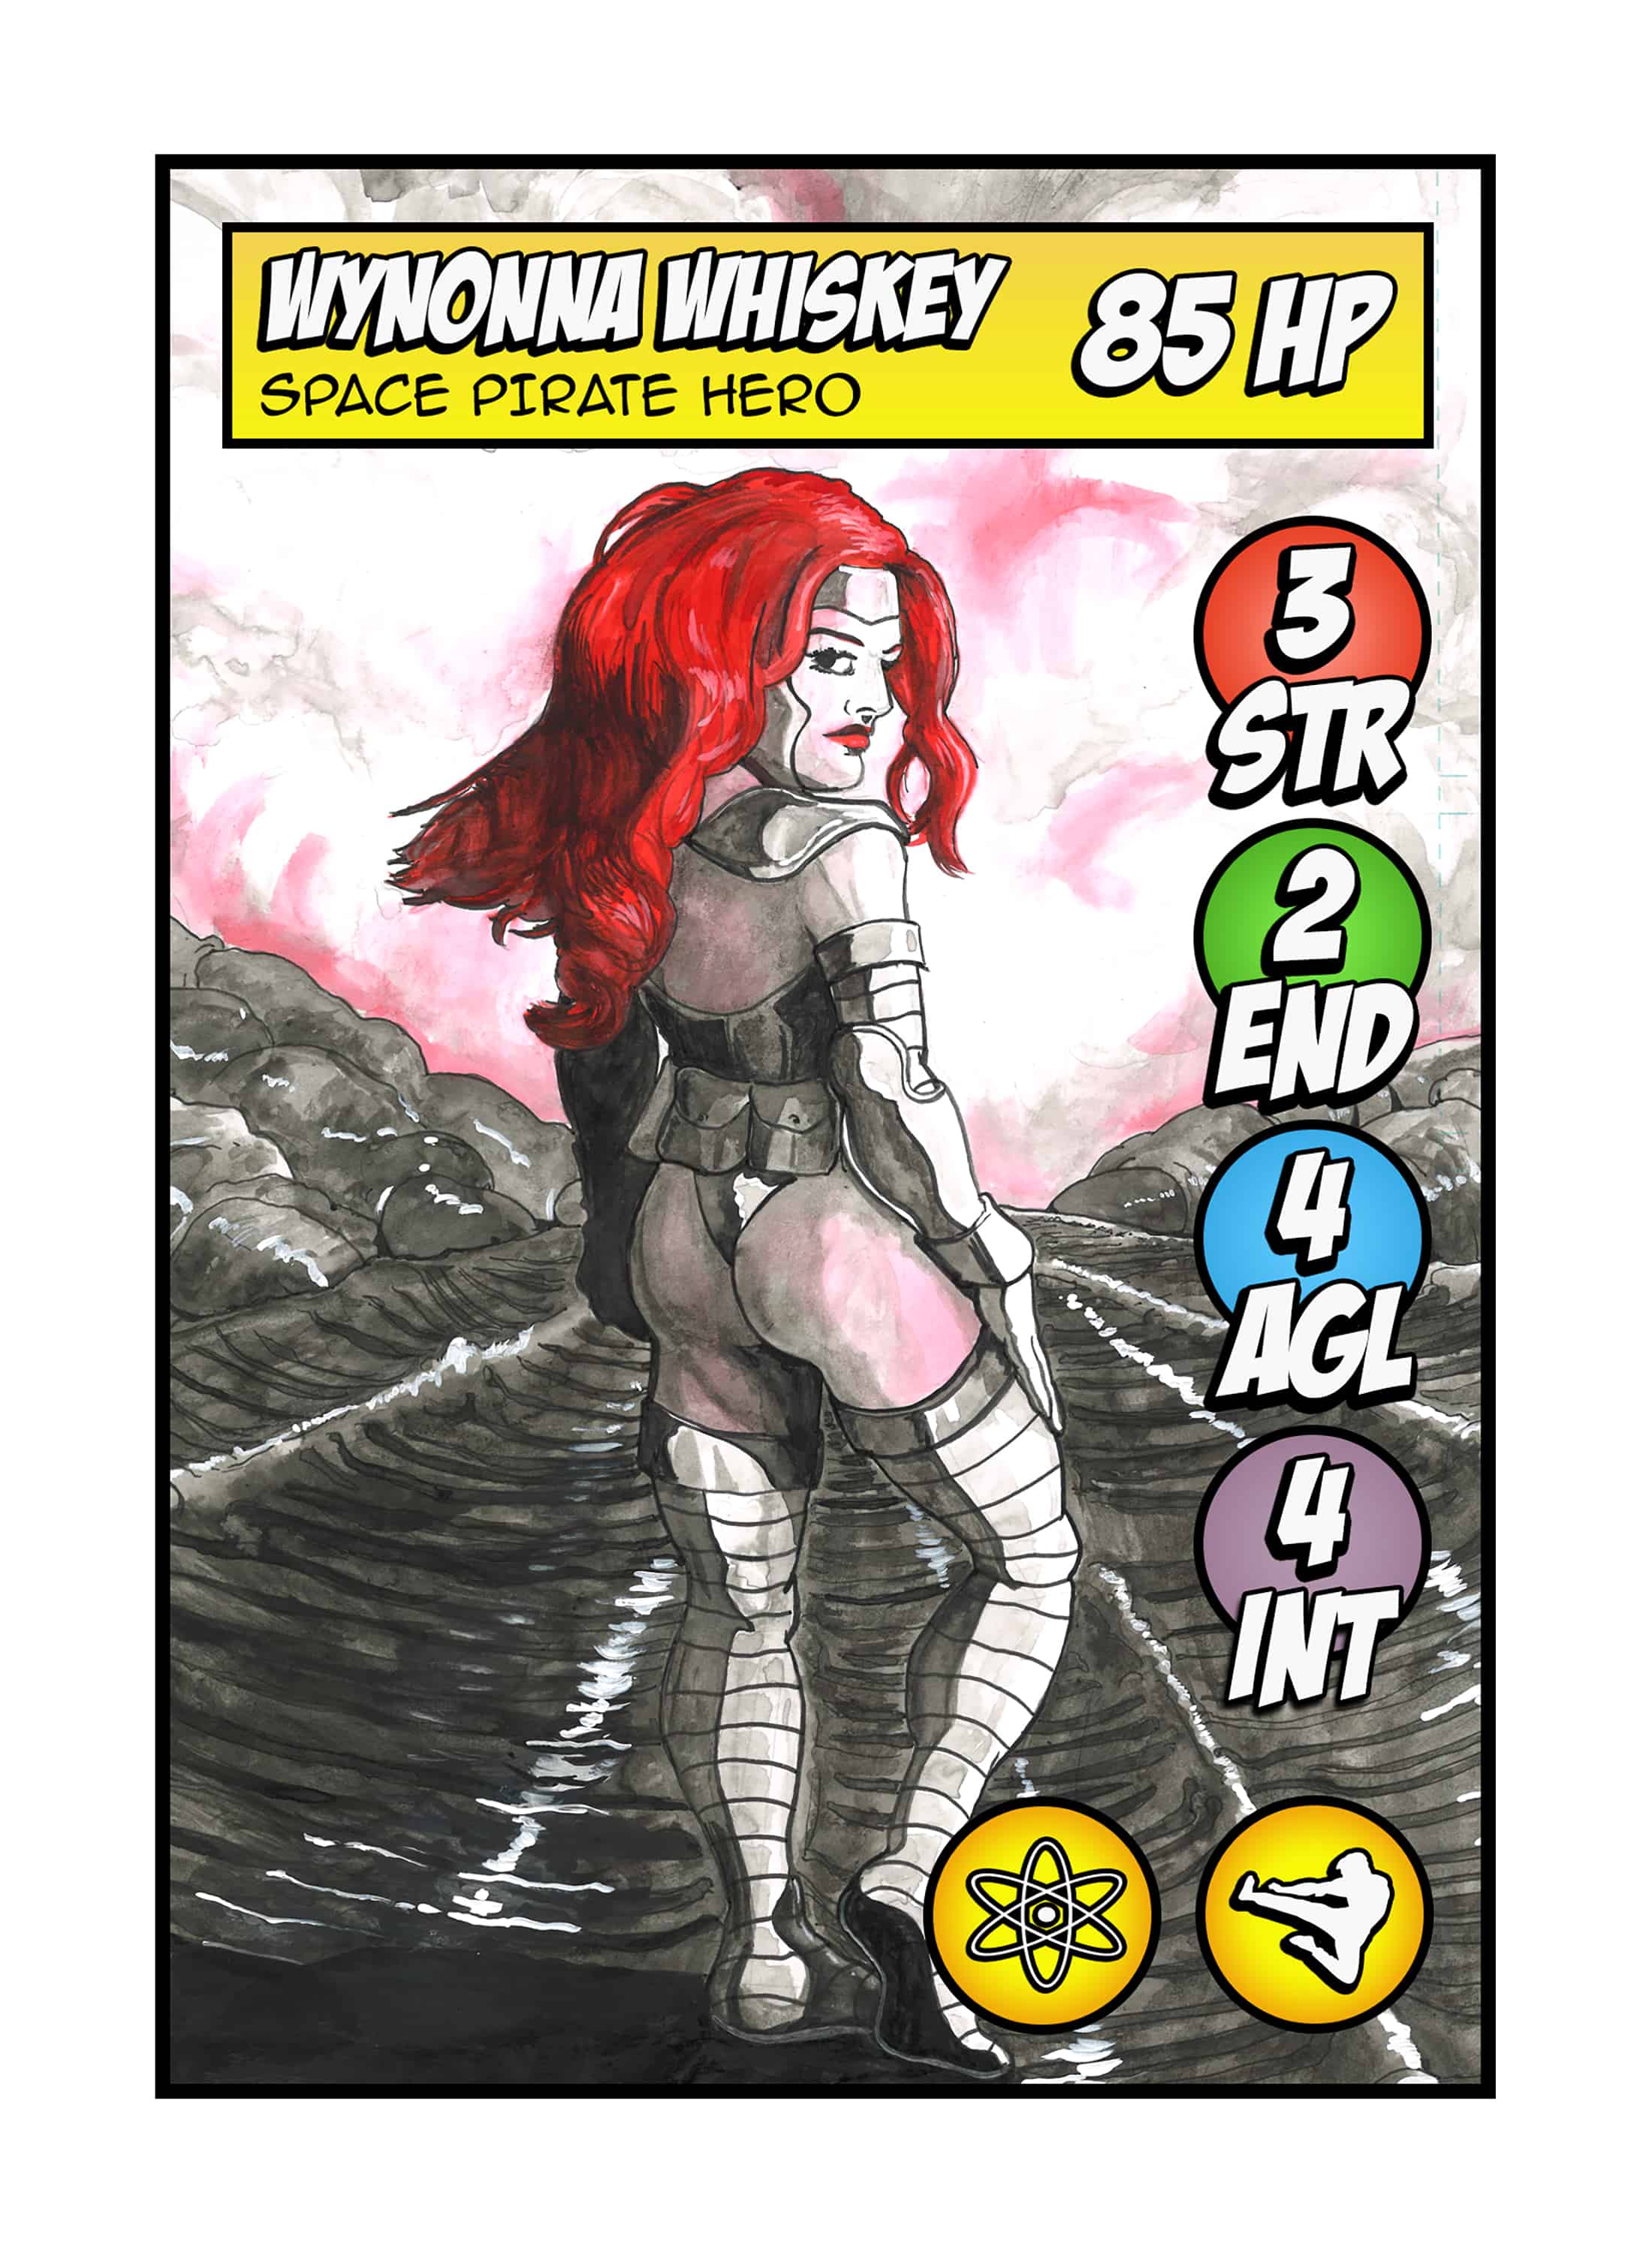 WYNONNA WHISKEY
SPACE PIRATE HERO
85 HP
3
STR
2
END
4
AGL
4
INT